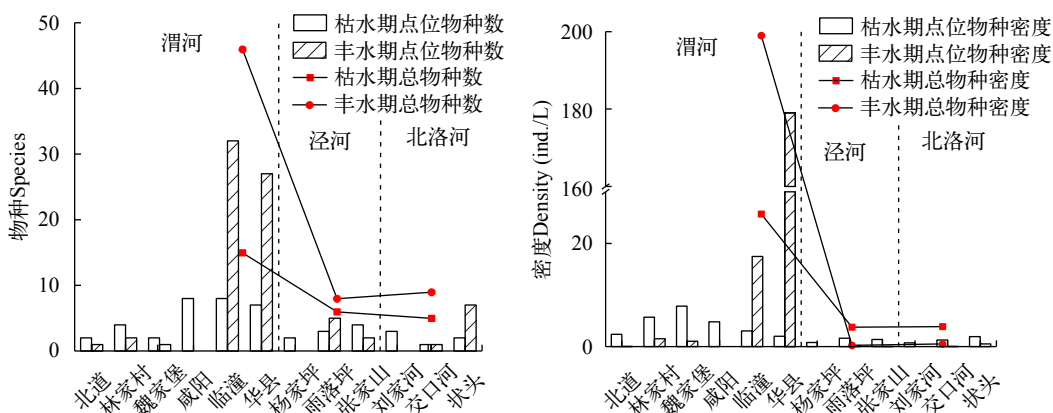 60
50
40
30
20
10
0
物种Species
渭河
泾河
北洛河
枯水期点位物种数
丰水期点位物种数
枯水期总物种数
丰水期总物种数
北道
林家村
魏家堡
咸阳
临潼
华县
杨家坪
雨落坪
张家山
刘家河
交口河
状头
200
180
160
20
0
密度Density (ind./L)
渭河
泾河
北洛河
枯水期点位物种密度
丰水期点位物种密度
枯水期总物种密度
丰水期总物种密度
北道
林家村
魏家堡
咸阳
临潼
华县
杨家坪
雨落坪
张家山
刘家河
交口河
状头